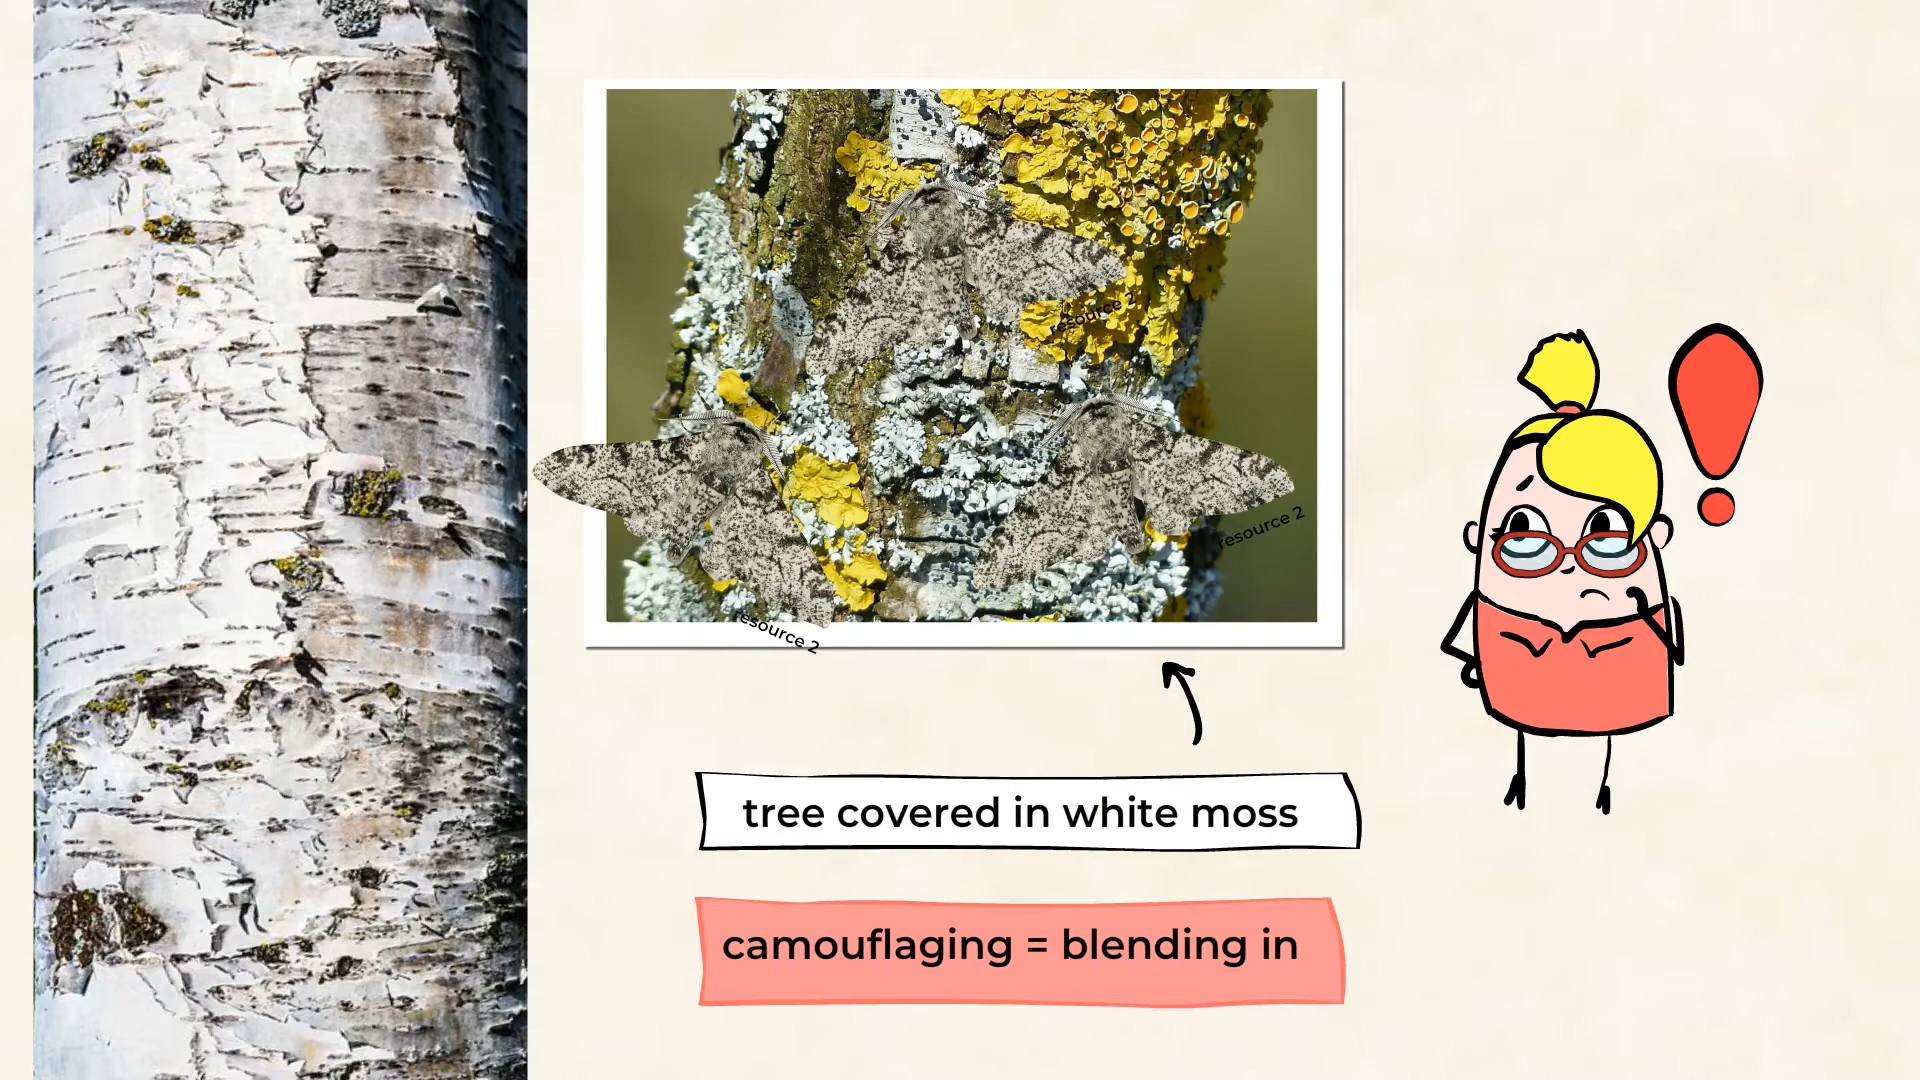 resource 2
resource 2
resource 2
tree covered in white moss
camouflaging = blending in